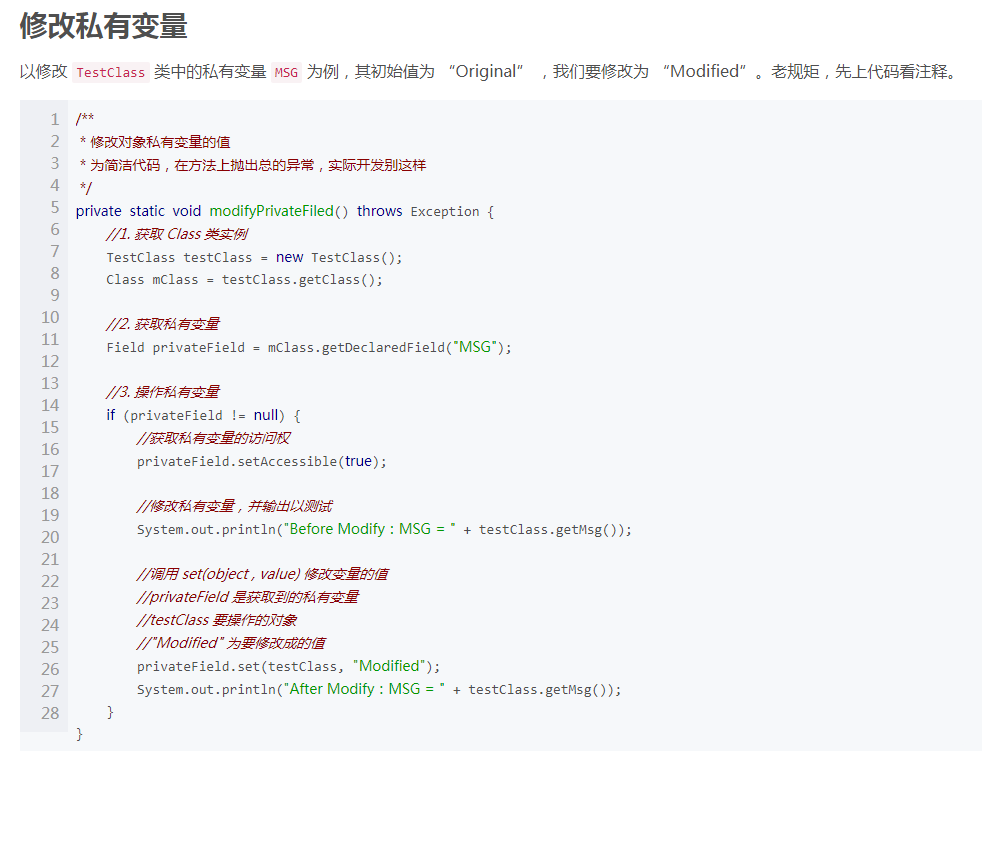 修改私有变量
以修改 TestClass 类中的私有变量 MSG 为例，其初始值为 “Original” ，我们要修改为 “Modified”。老规矩，先上代码看注释。
1 /**
2 * 修改对象私有变量的值
3 * 为简洁代码，在方法上抛出总的异常，实际开发别这样
4 */
5 private static void modifyPrivateFiled() throws Exception {
6 //1. 获取 Class 类实例
7 TestClass testClass = new TestClass();
8 Class mClass = testClass.getClass();
9
10 //2. 获取私有变量
11 Field privateField = mClass.getDeclaredField("MSG");
12
13 //3. 操作私有变量
14 if (privateField != null) {
15 //获取私有变量的访问权
16 privateField.setAccessible(true);
17
18 //修改私有变量，并输出以测试
19 System.out.println("Before Modify：MSG = " + testClass.getMsg());
20
21 //调用 set(object , value) 修改变量的值
22 //privateField 是获取到的私有变量
23 //testClass 要操作的对象
24 //"Modified" 为要修改成的值
25 privateField.set(testClass, "Modified");
26 System.out.println("After Modify：MSG = " + testClass.getMsg());
27 }
28 }